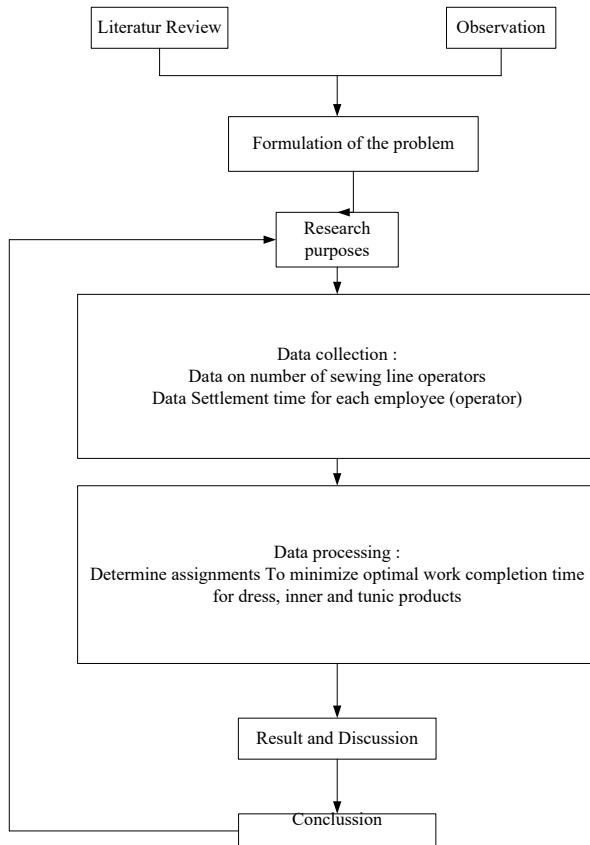 Literatur Review
Observation
Formulation of the problem
Research
purposes
Data collection :
Data on number of sewing line operators
Data Settlement time for each employee (operator)
Data processing :
Determine assignments To minimize optimal work completion time
for dress, inner and tunic products
Result and Discussion
Conclussion